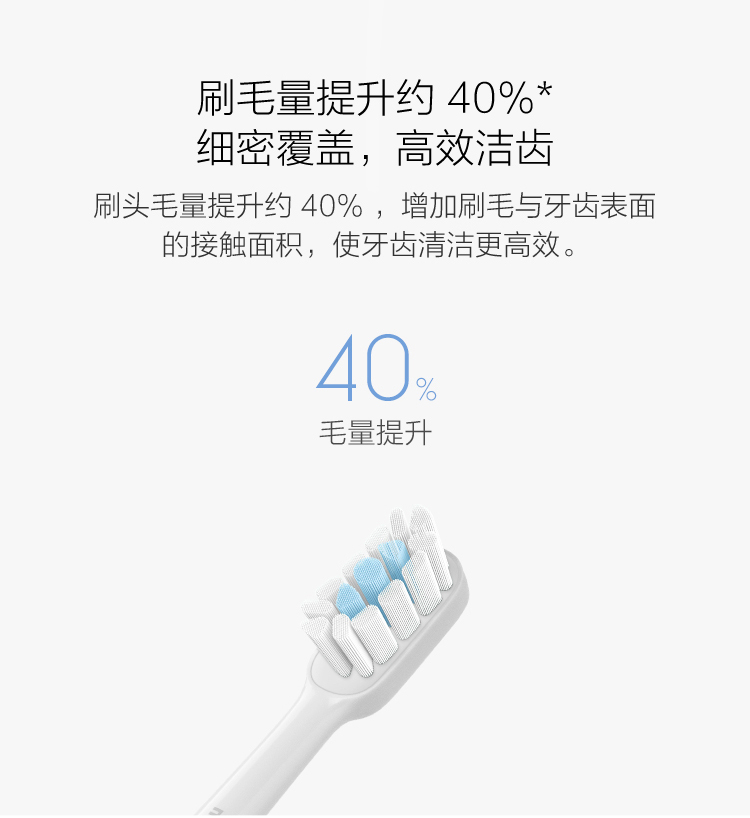 刷毛量提升约 40%*
细密覆盖，高效洁齿
刷头毛量提升约 40% ，增加刷毛与牙齿表面
的接触面积，使牙齿清洁更高效。
40%
毛量提升